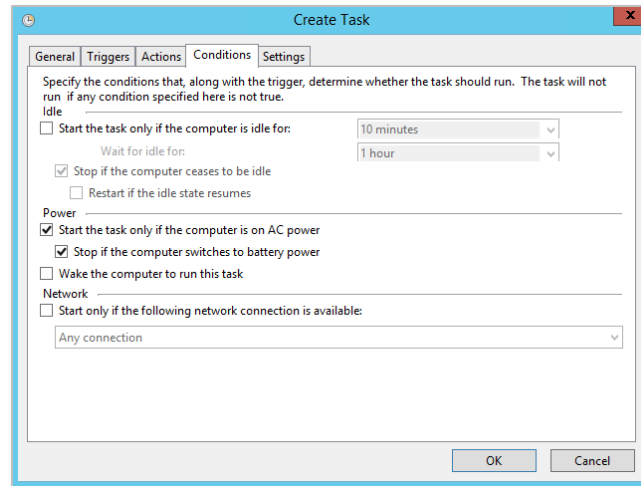 Create Task
x
General Triggers Actions Conditions Settings
Specify the conditions that, along with the trigger, determine whether the task should run. The task will not
run if any condition specified here is not true.
Idle
Start the task only if the computer is idle for: 10 minutes
Wait for idle for: 1 hour
Stop if the computer ceases to be idle
Restart if the idle state resumes
Power
Start the task only if the computer is on AC power
Stop if the computer switches to battery power
Wake the computer to run this task
Network
Start only if the following network connection is available:
Any connection
OK Cancel